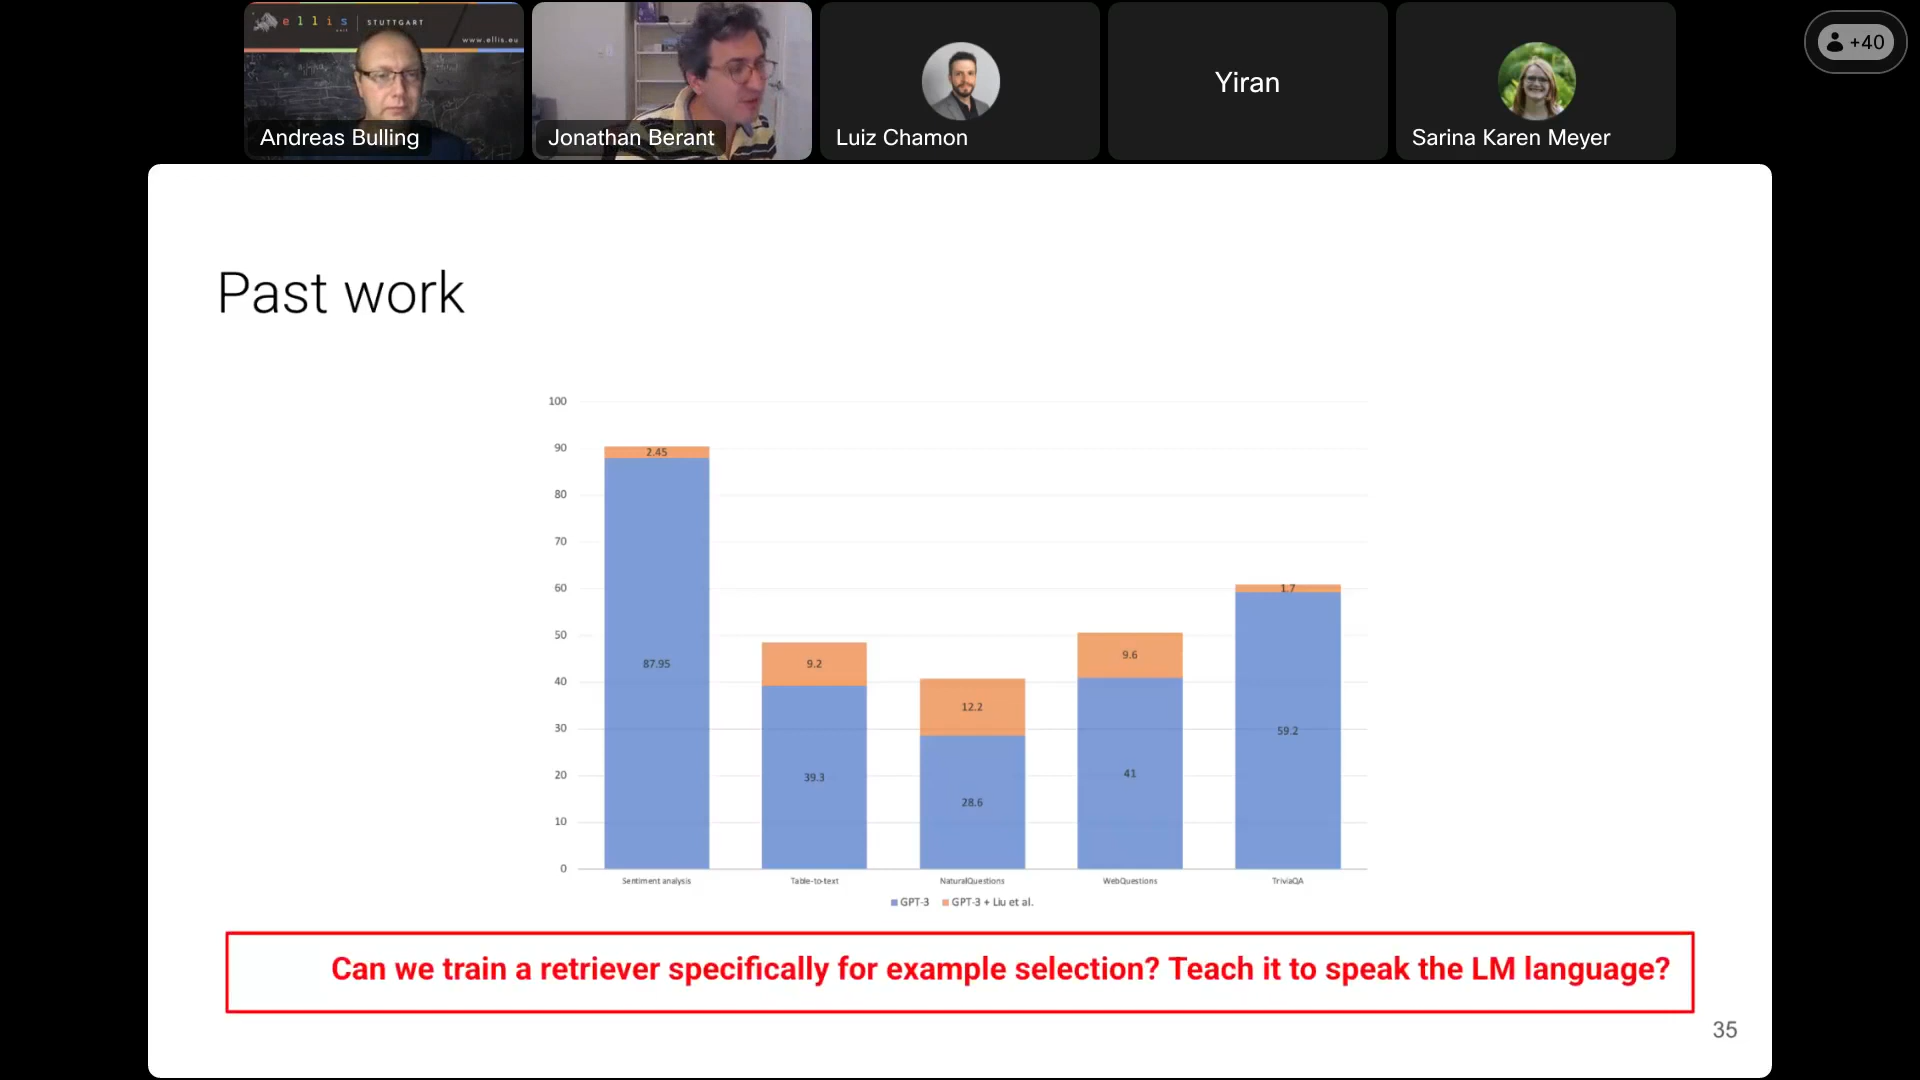 ellis
unit
STUTTGART
www.ellis.eu
Andreas Bulling
Jonathan Berant
Luiz Chamon
Yiran
Sarina Karen Meyer
+40
Past work
100
90
80
70
60
50
40
30
20
10
0
2.45
87.95
9.2
39.3
12.2
28.6
9.6
41
1.7
59.2
Sentiment analysis
Table-to-text
NaturalQuestions
WebQuestions
TriviaQA
GPT-3
GPT-3 + Liu et al.
Can we train a retriever specifically for example selection? Teach it to speak the LM language?
35